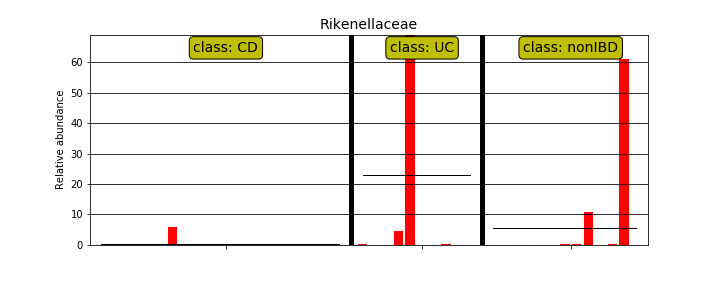 Rikenellaceae
class: CD
class: UC
class: nonIBD
Relative abundance
60
50
40
30
20
10
0